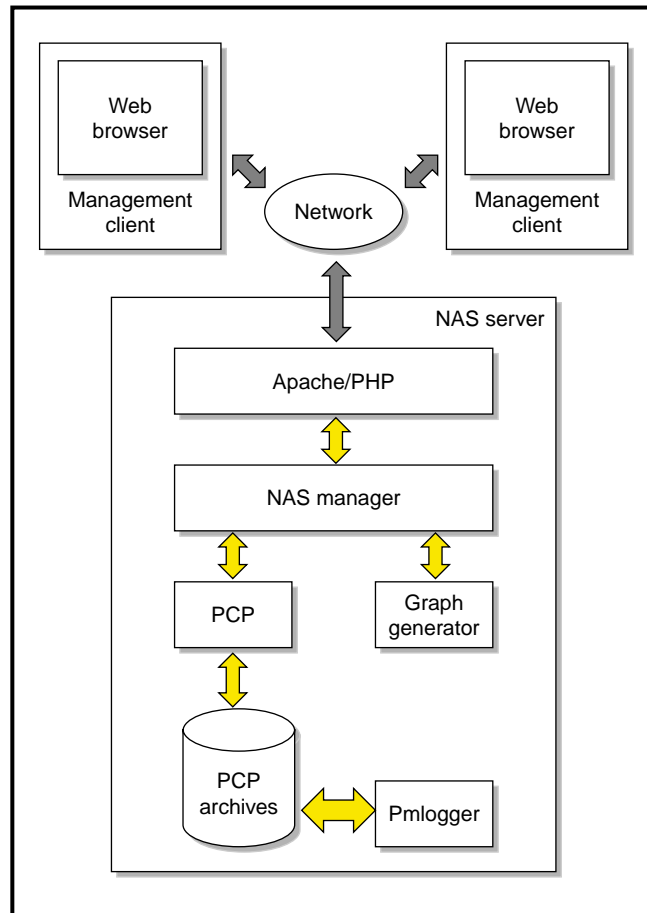 Web
browser
Management
client
Web
browser
Management
client
Network
NAS server
Apache/PHP
NAS manager
PCP
Graph
generator
PCP
archives
Pmlogger